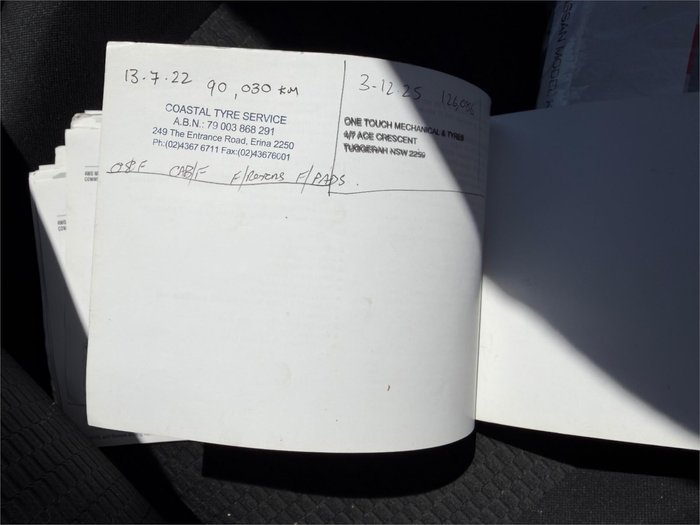 13.7.22 90,030 KM
COASTAL TYRE SERVICE
A.B.N.: 79 003 868 291
249 The Entrance Road, Erina 2250
Ph:(02)4367 6711 Fax:(02)43676001
O&F CAB/F F/ROTORS F/PADS.
3-12.25 126,086
ONE TOUCH MECHANICAL & TYRES
4/7 ACE CRESCENT
TUGGERAH NSW 2259